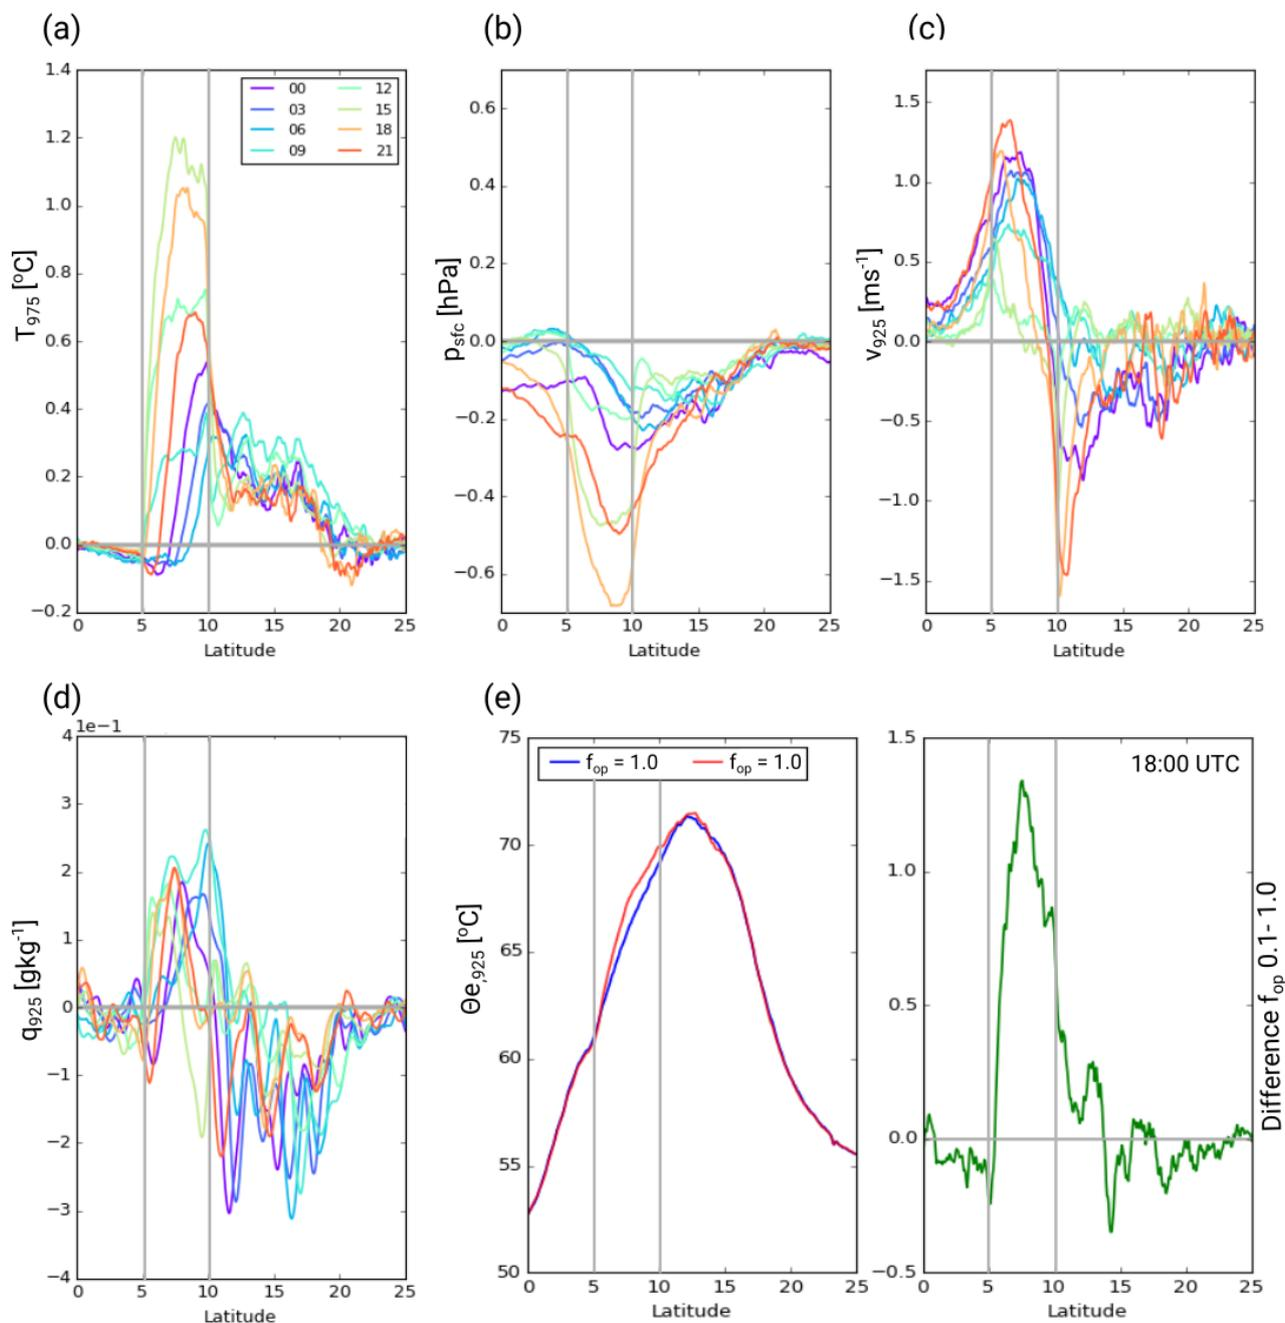 (a)
(b)
(c)
1.4
1.2
1.0
0.8
0.6
0.4
0.2
0.0
−0.2
0 5 10 15 20 25
Latitude
T975 [ºC]
00 12
03 15
06 18
09 21
0.6
0.4
0.2
0.0
−0.2
−0.4
−0.6
0 5 10 15 20 25
Latitude
psfc [hPa]
1.5
1.0
0.5
0.0
−0.5
−1.0
−1.5
0 5 10 15 20 25
Latitude
v925 [ms-1]
(d)
(e)
1e−1
4
3
2
1
0
−1
−2
−3
−4
0 5 10 15 20 25
Latitude
q925 [gkg-1]
75
70
65
60
55
50
0 5 10 15 20 25
Latitude
Θe,925 [ºC]
fop = 1.0 fop = 1.0
1.5
1.0
0.5
0.0
−0.5
0 5 10 15 20 25
Latitude
18:00 UTC
Difference fop 0.1- 1.0